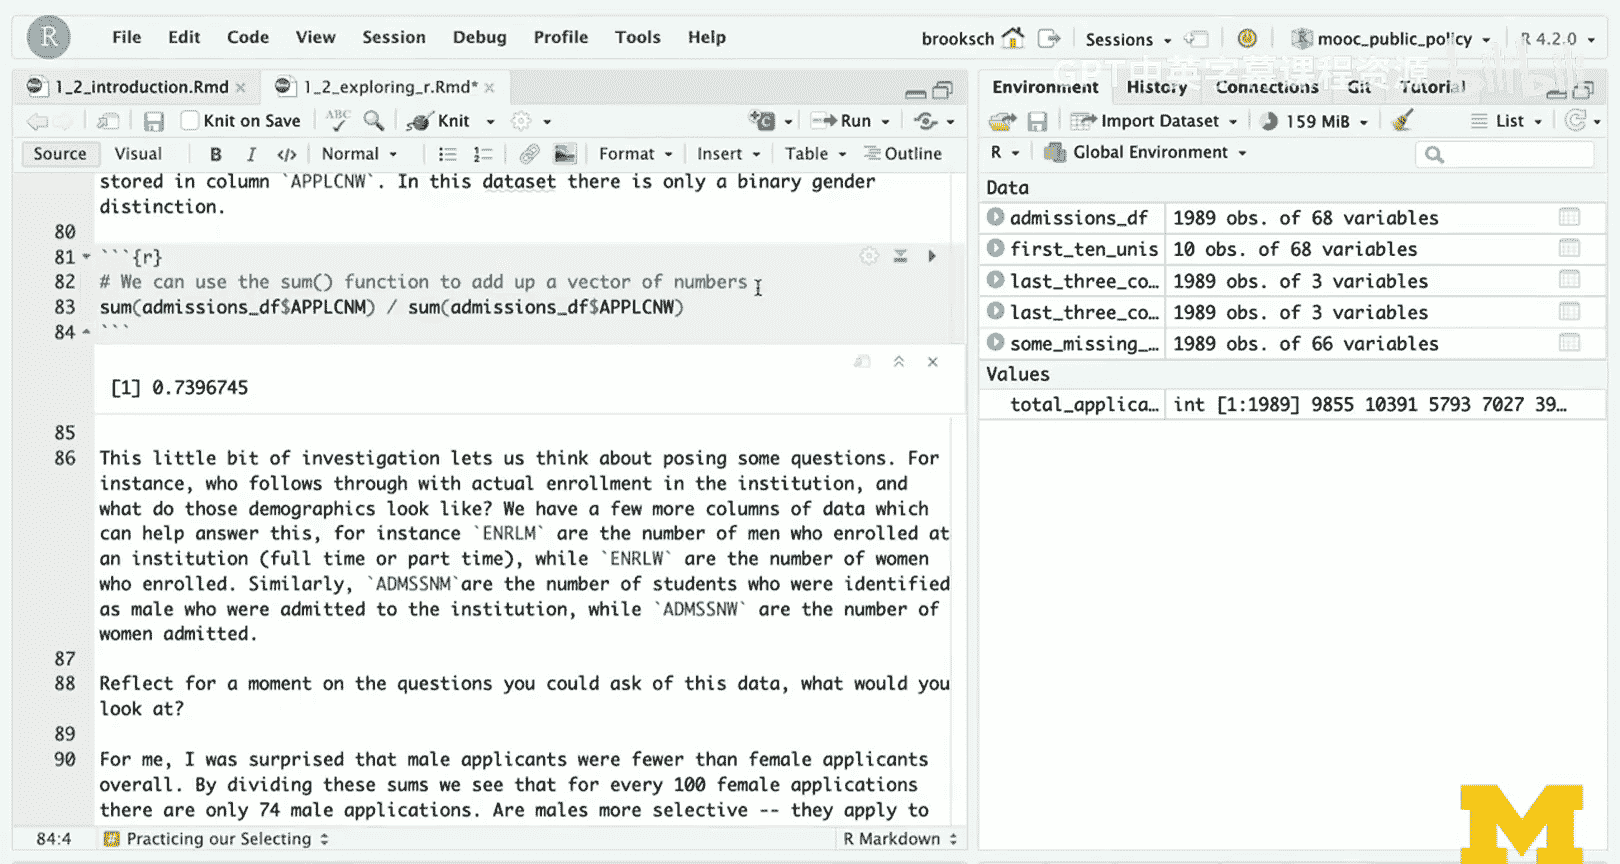 File Edit Code View Session Debug Profile Tools Help
brooksch Sessions mooc_public_policy R 4.2.0
GPT中英字幕课程资源 bilibili
1_2_introduction.Rmd 1_2_exploring_r.Rmd*
Environment History Connections Git Tutorial
Knit on Save ABC Knit Run
Import Dataset 159 MiB List
Source Visual B I </> Normal Format Insert Table Outline
R Global Environment
stored in column `APPLCNW`. In this dataset there is only a binary gender
distinction.
80
81 ```{r}
82 # We can use the sum() function to add up a vector of numbers
83 sum(admissions_df$APPLCNM) / sum(admissions_df$APPLCNW)
84 ```
[1] 0.7396745
85
86 This little bit of investigation lets us think about posing some questions. For
instance, who follows through with actual enrollment in the institution, and
what do those demographics look like? We have a few more columns of data which
can help answer this, for instance `ENRLM` are the number of men who enrolled at
an institution (full time or part time), while `ENRLW` are the number of women
who enrolled. Similarly, `ADMSSNM`are the number of students who were identified
as male who were admitted to the institution, while `ADMSSNW` are the number of
women admitted.
87
88 Reflect for a moment on the questions you could ask of this data, what would you
look at?
89
90 For me, I was surprised that male applicants were fewer than female applicants
overall. By dividing these sums we see that for every 100 female applications
there are only 74 male applications. Are males more selective -- they apply to
84:4 Practicing our Selecting R Markdown
Data
admissions_df 1989 obs. of 68 variables
first_ten_unis 10 obs. of 68 variables
last_three_co… 1989 obs. of 3 variables
last_three_co… 1989 obs. of 3 variables
some_missing_… 1989 obs. of 66 variables
Values
total_applica… int [1:1989] 9855 10391 5793 7027 39…
M